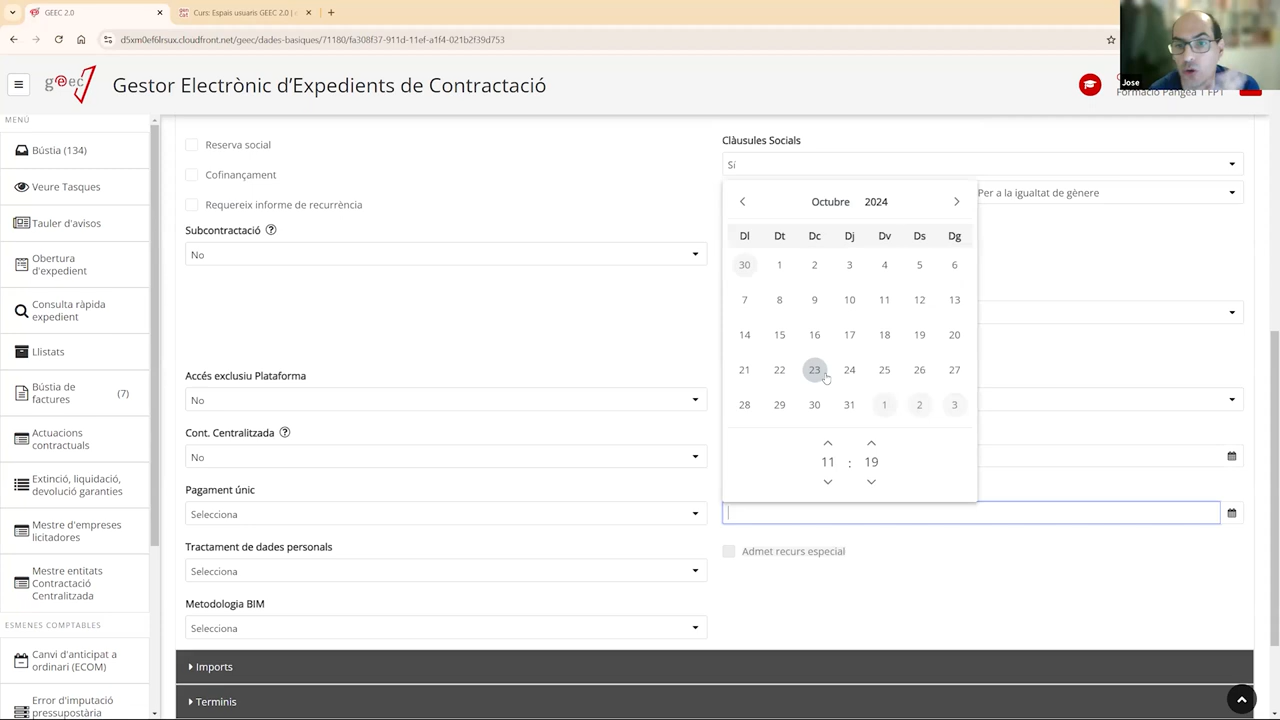 GEEC 2.0
Curs: Espais usuaris GEEC 2.0 | e
d5xm0ef6lrsux.cloudfront.net/geec/dades-basiques/71180/fa308f37-911d-11ef-a1f4-021b2f39d753
geec
Gestor Electrònic d'Expedients de Contractació
Jose
Formació Pangea 1 FPT
MENÚ
Bústia (134)
Veure Tasques
Tauler d'avisos
Obertura
d'expedient
Consulta ràpida
expedient
Llistats
Bústia de
factures
(7)
Actuacions
contractuals
Extinció, liquidació,
devolució garanties
Mestre d'empreses
licitadores
Mestre entitats
Contractació
Centralitzada
ESMENES COMPTABLES
Canvi d'anticipat a
ordinari (ECOM)
Error d'imputació
pressupostària
Reserva social
Cofinançament
Requereix informe de recurrència
Subcontractació
No
Accés exclusiu Plataforma
No
Cont. Centralitzada
No
Pagament únic
Selecciona
Tractament de dades personals
Selecciona
Metodologia BIM
Selecciona
Clàusules Socials
Sí
Per a la igualtat de gènere
Octubre 2024
Dl Dt Dc Dj Dv Ds Dg
30 1 2 3 4 5 6
7 8 9 10 11 12 13
14 15 16 17 18 19 20
21 22 23 24 25 26 27
28 29 30 31 1 2 3
11 : 19
Admet recurs especial
Imports
Terminis